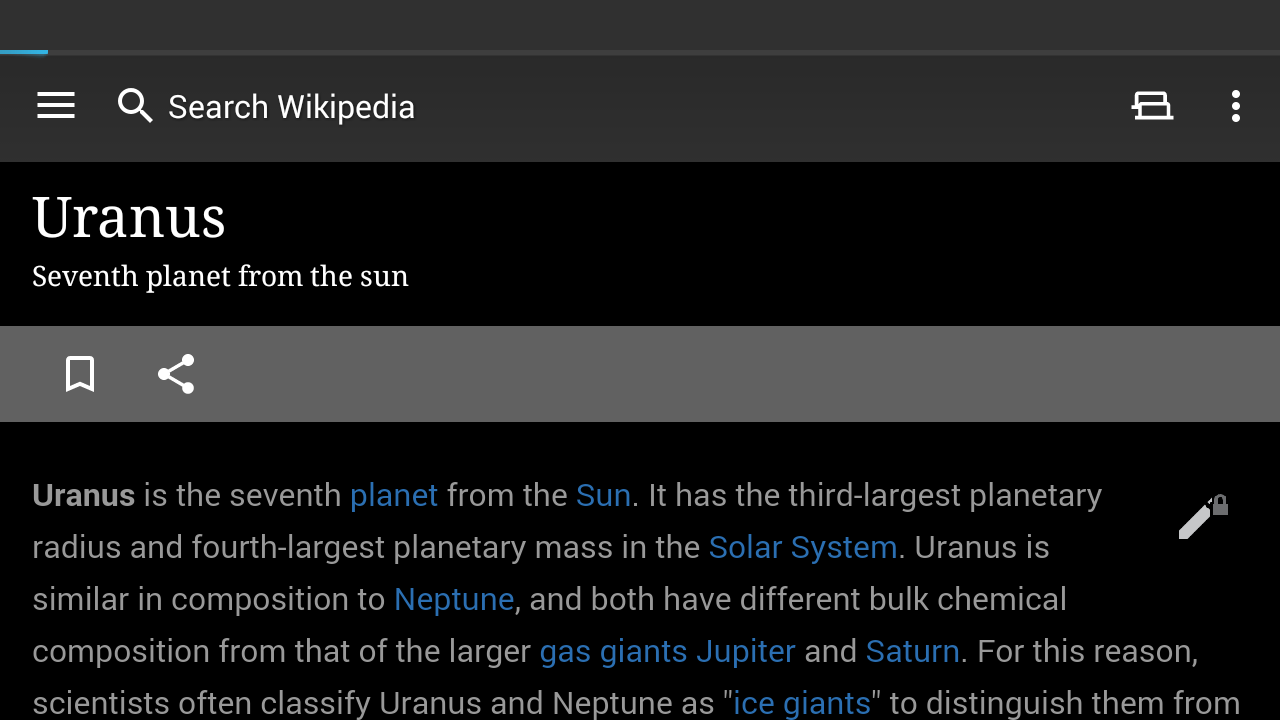 Search Wikipedia
Uranus
Seventh planet from the sun
Uranus is the seventh planet from the Sun. It has the third-largest planetary
radius and fourth-largest planetary mass in the Solar System. Uranus is
similar in composition to Neptune, and both have different bulk chemical
composition from that of the larger gas giants Jupiter and Saturn. For this reason,
scientists often classify Uranus and Neptune as "ice giants" to distinguish them from